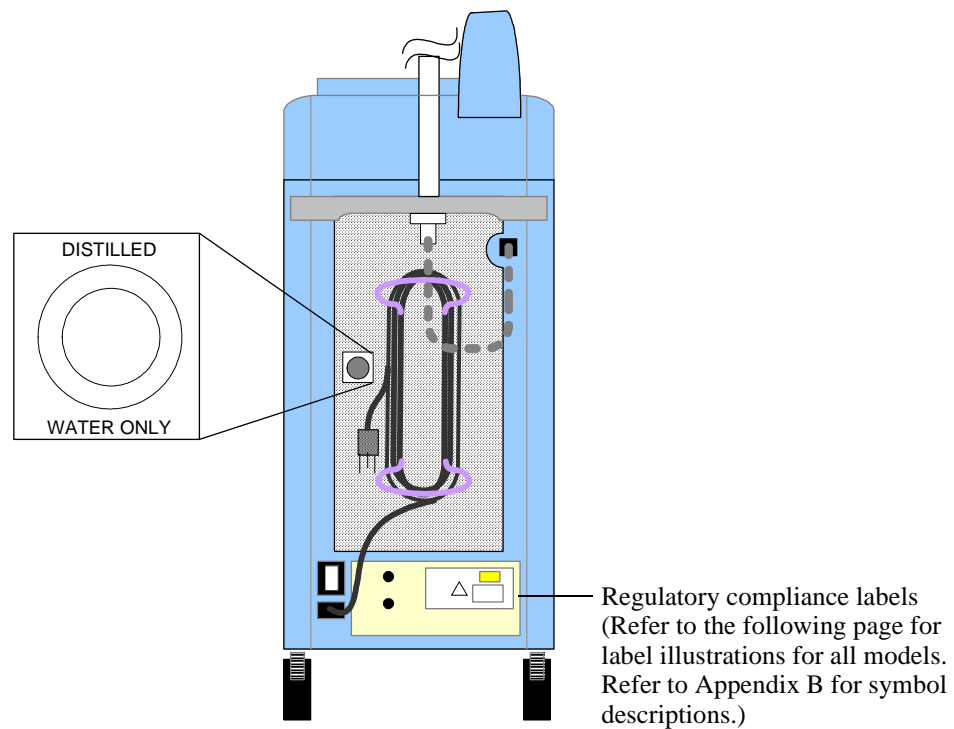 DISTILLED
WATER ONLY
Regulatory compliance labels
(Refer to the following page for
label illustrations for all models.
Refer to Appendix B for symbol
descriptions.)